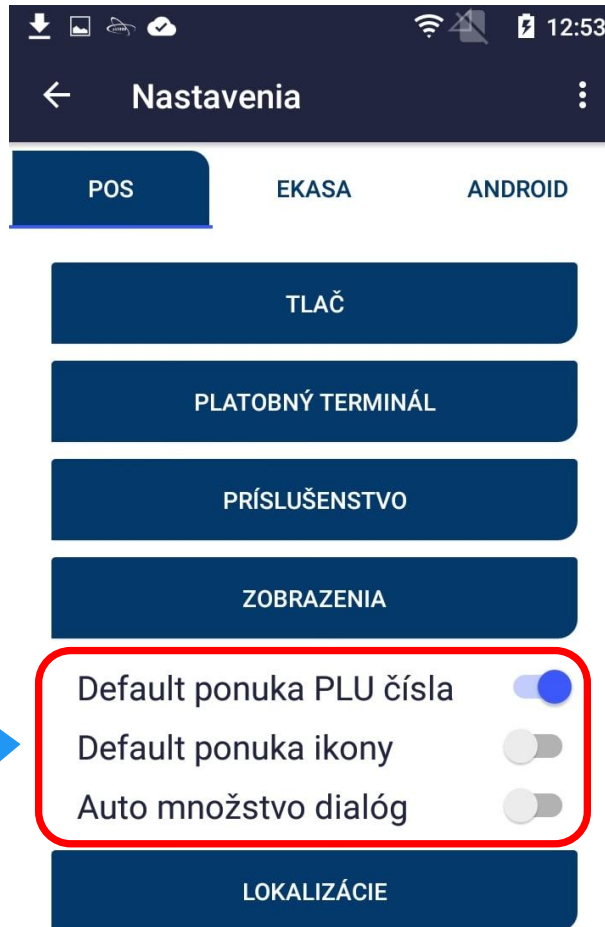 12:53
Nastavenia
POS EKASA ANDROID
TLAČ
PLATOBNÝ TERMINÁL
PRÍSLUŠENSTVO
ZOBRAZENIA
Default ponuka PLU čísla
Default ponuka ikony
Auto množstvo dialóg
LOKALIZÁCIE